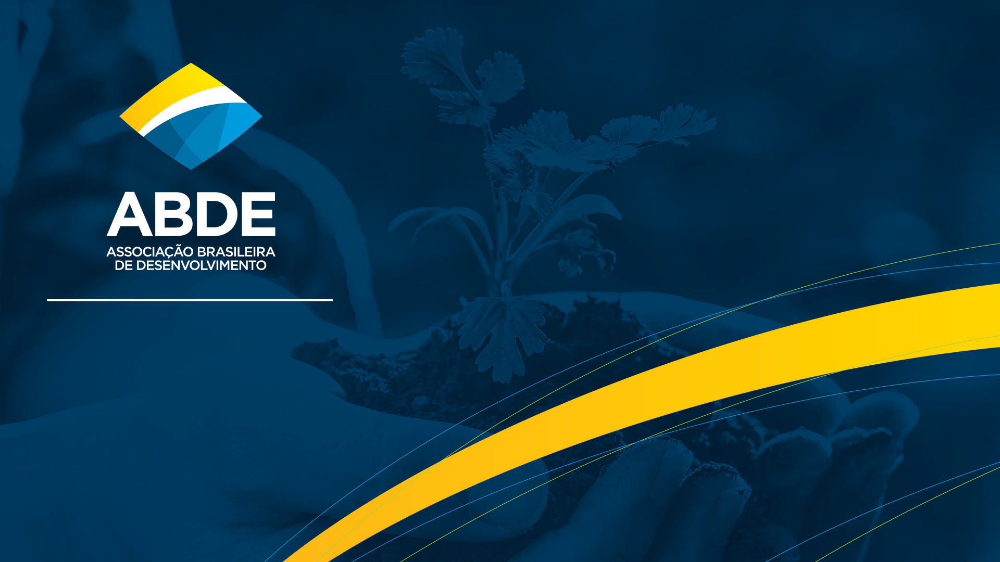 ABDE
ASSOCIAÇÃO BRASILEIRA
DE DESENVOLVIMENTO